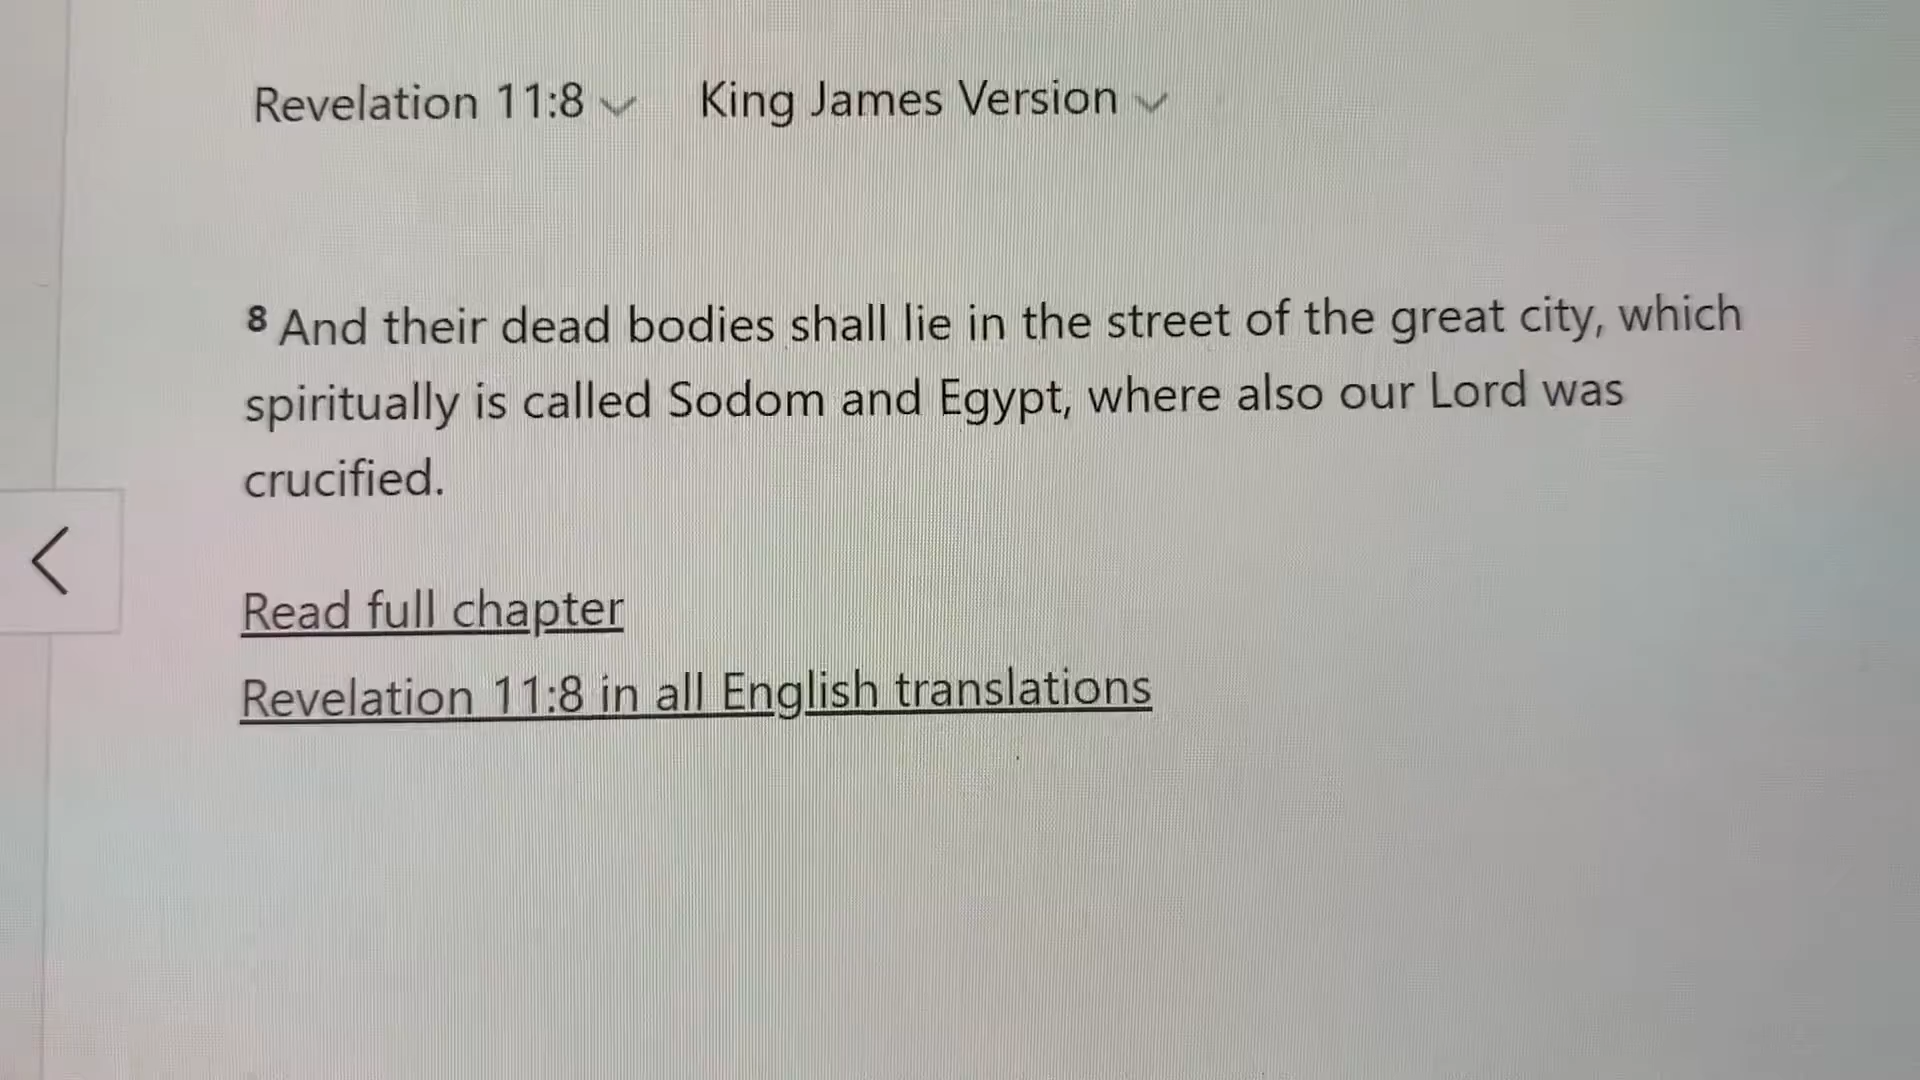 Revelation 11:8 King James Version
8 And their dead bodies shall lie in the street of the great city, which
spiritually is called Sodom and Egypt, where also our Lord was
crucified.
Read full chapter
Revelation 11:8 in all English translations